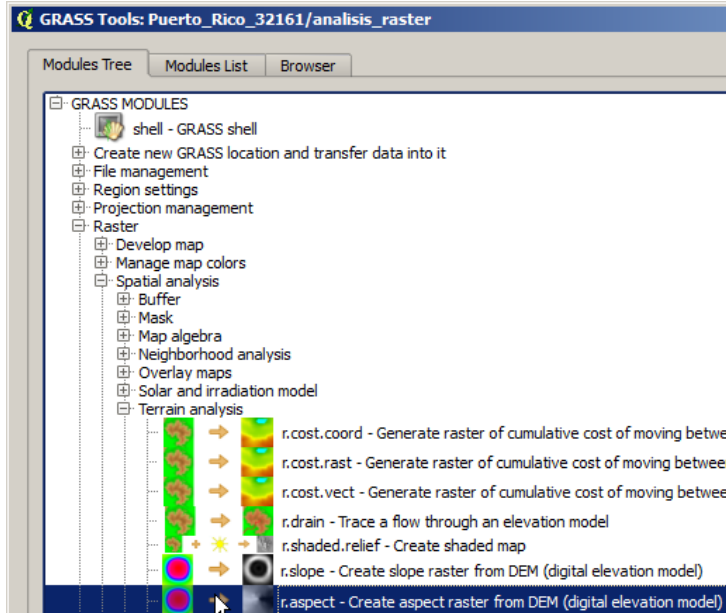 GRASS Tools: Puerto_Rico_32161/analisis_raster
Modules Tree Modules List Browser
GRASS MODULES
shell - GRASS shell
Create new GRASS location and transfer data into it
File management
Region settings
Projection management
Raster
Develop map
Manage map colors
Spatial analysis
Buffer
Mask
Map algebra
Neighborhood analysis
Overlay maps
Solar and irradiation model
Terrain analysis
r.cost.coord - Generate raster of cumulative cost of moving betwe
r.cost.rast - Generate raster of cumulative cost of moving betwee
r.cost.vect - Generate raster of cumulative cost of moving betwee
r.drain - Trace a flow through an elevation model
r.shaded.relief - Create shaded map
r.slope - Create slope raster from DEM (digital elevation model)
r.aspect - Create aspect raster from DEM (digital elevation model)